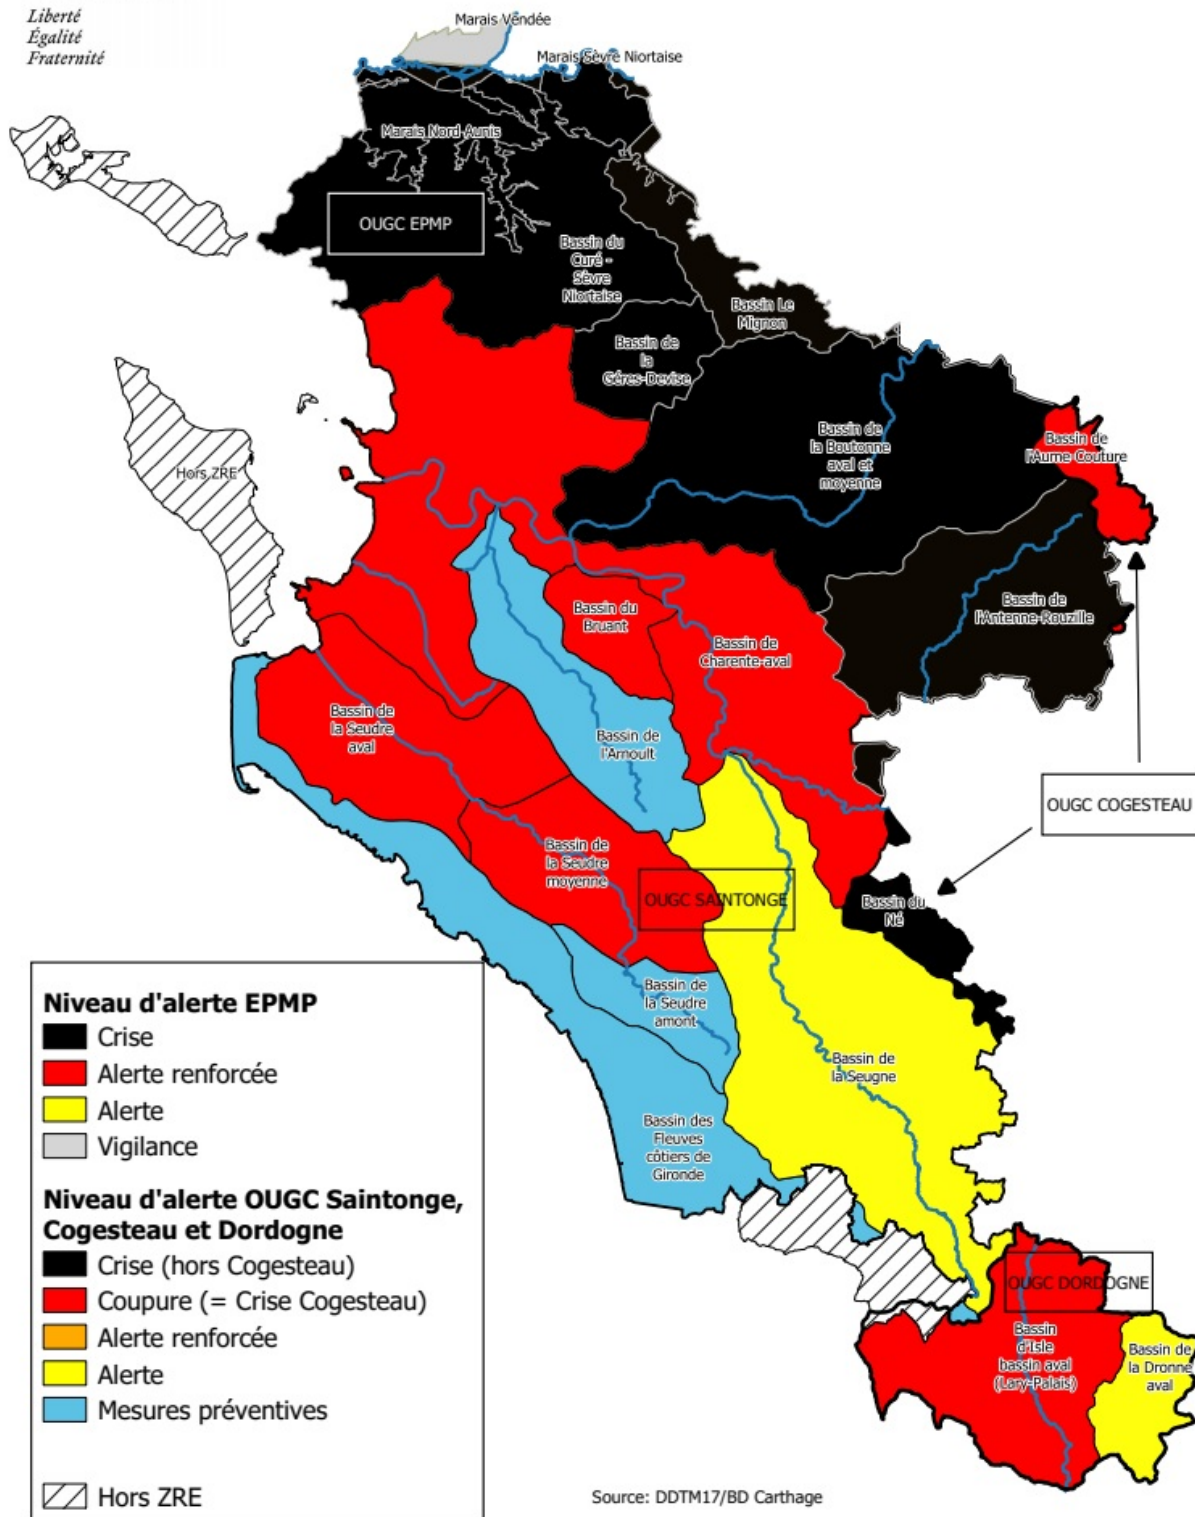 Liberté
Égalité
Fraternité
Marais Vendée
Marais Sèvre Niortaise
Marais Nord-Aunis
OUGC EPMP
Bassin du
Curé -
Sèvre
Niortaise
Bassin Le
Mignon
Bassin de
la
Géres-Devise
Bassin de
la Boutonne
aval et
moyenne
Bassin de
l'Aume-Couture
Hors ZRE
Bassin de
l'Antenne-Rouzille
Bassin du
Bruant
Bassin de
Charente-aval
Bassin de
la Seudre
aval
Bassin de
l'Arnoult
OUGC COGESTEAU
Bassin de
la Seudre
moyenne
OUGC SAINTONGE
Bassin du
Né
Bassin de
la Seudre
amont
Bassin de
la Seugne
Bassin des
Fleuves
côtiers de
Gironde
OUGC DORDOGNE
Bassin
d'Isle
bassin aval
(Lary-Palais)
Bassin de
la Dronne
aval
Niveau d'alerte EPMP
Crise
Alerte renforcée
Alerte
Vigilance
Niveau d'alerte OUGC Saintonge,
Cogesteau et Dordogne
Crise (hors Cogesteau)
Coupure (= Crise Cogesteau)
Alerte renforcée
Alerte
Mesures préventives
Hors ZRE
Source: DDTM17/BD Carthage